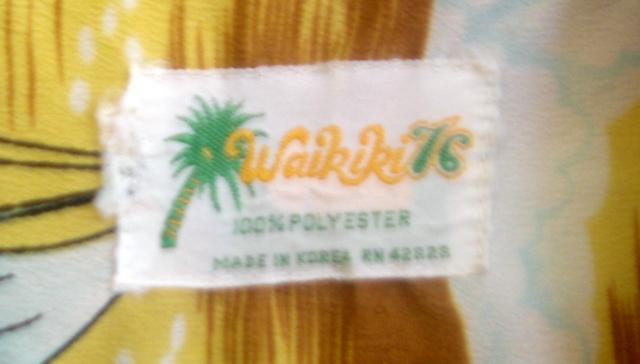 Waikiki 76
100% POLYESTER
MADE IN KOREA RN 42828